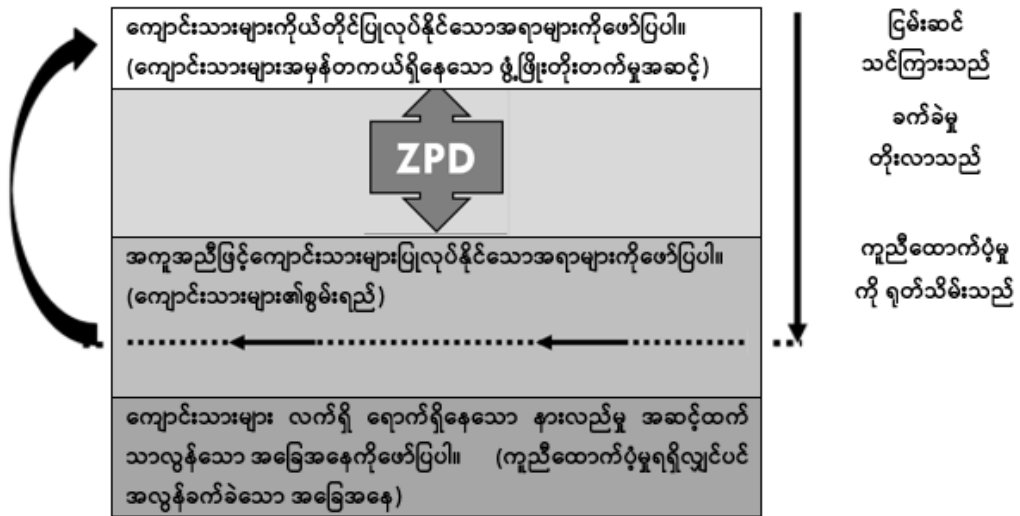 ကျောင်းသားများကိုယ်တိုင်ပြုလုပ်နိုင်သောအရာများကိုဖော်ပြပါ။
(ကျောင်းသားများအမှန်တကယ်ရှိနေသော ဖွံ့ဖြိုးတိုးတက်မှုအဆင့်)
ZPD
အကူအညီဖြင့်ကျောင်းသားများပြုလုပ်နိုင်သောအရာများကိုဖော်ပြပါ။
(ကျောင်းသားများ၏စွမ်းရည်)
ကျောင်းသားများ လက်ရှိ ရောက်ရှိနေသော နားလည်မှု အဆင့်ထက်
သာလွန်သော အခြေအနေကိုဖော်ပြပါ။ (ကူညီထောက်ပံ့မှုရရှိလျှင်ပင်
အလွန်ခက်ခဲသော အခြေအနေ)
ငြမ်းဆင်
သင်ကြားသည်
ခက်ခဲမှု
တိုးလာသည်
ကူညီထောက်ပံ့မှု
ကို ရုတ်သိမ်းသည်